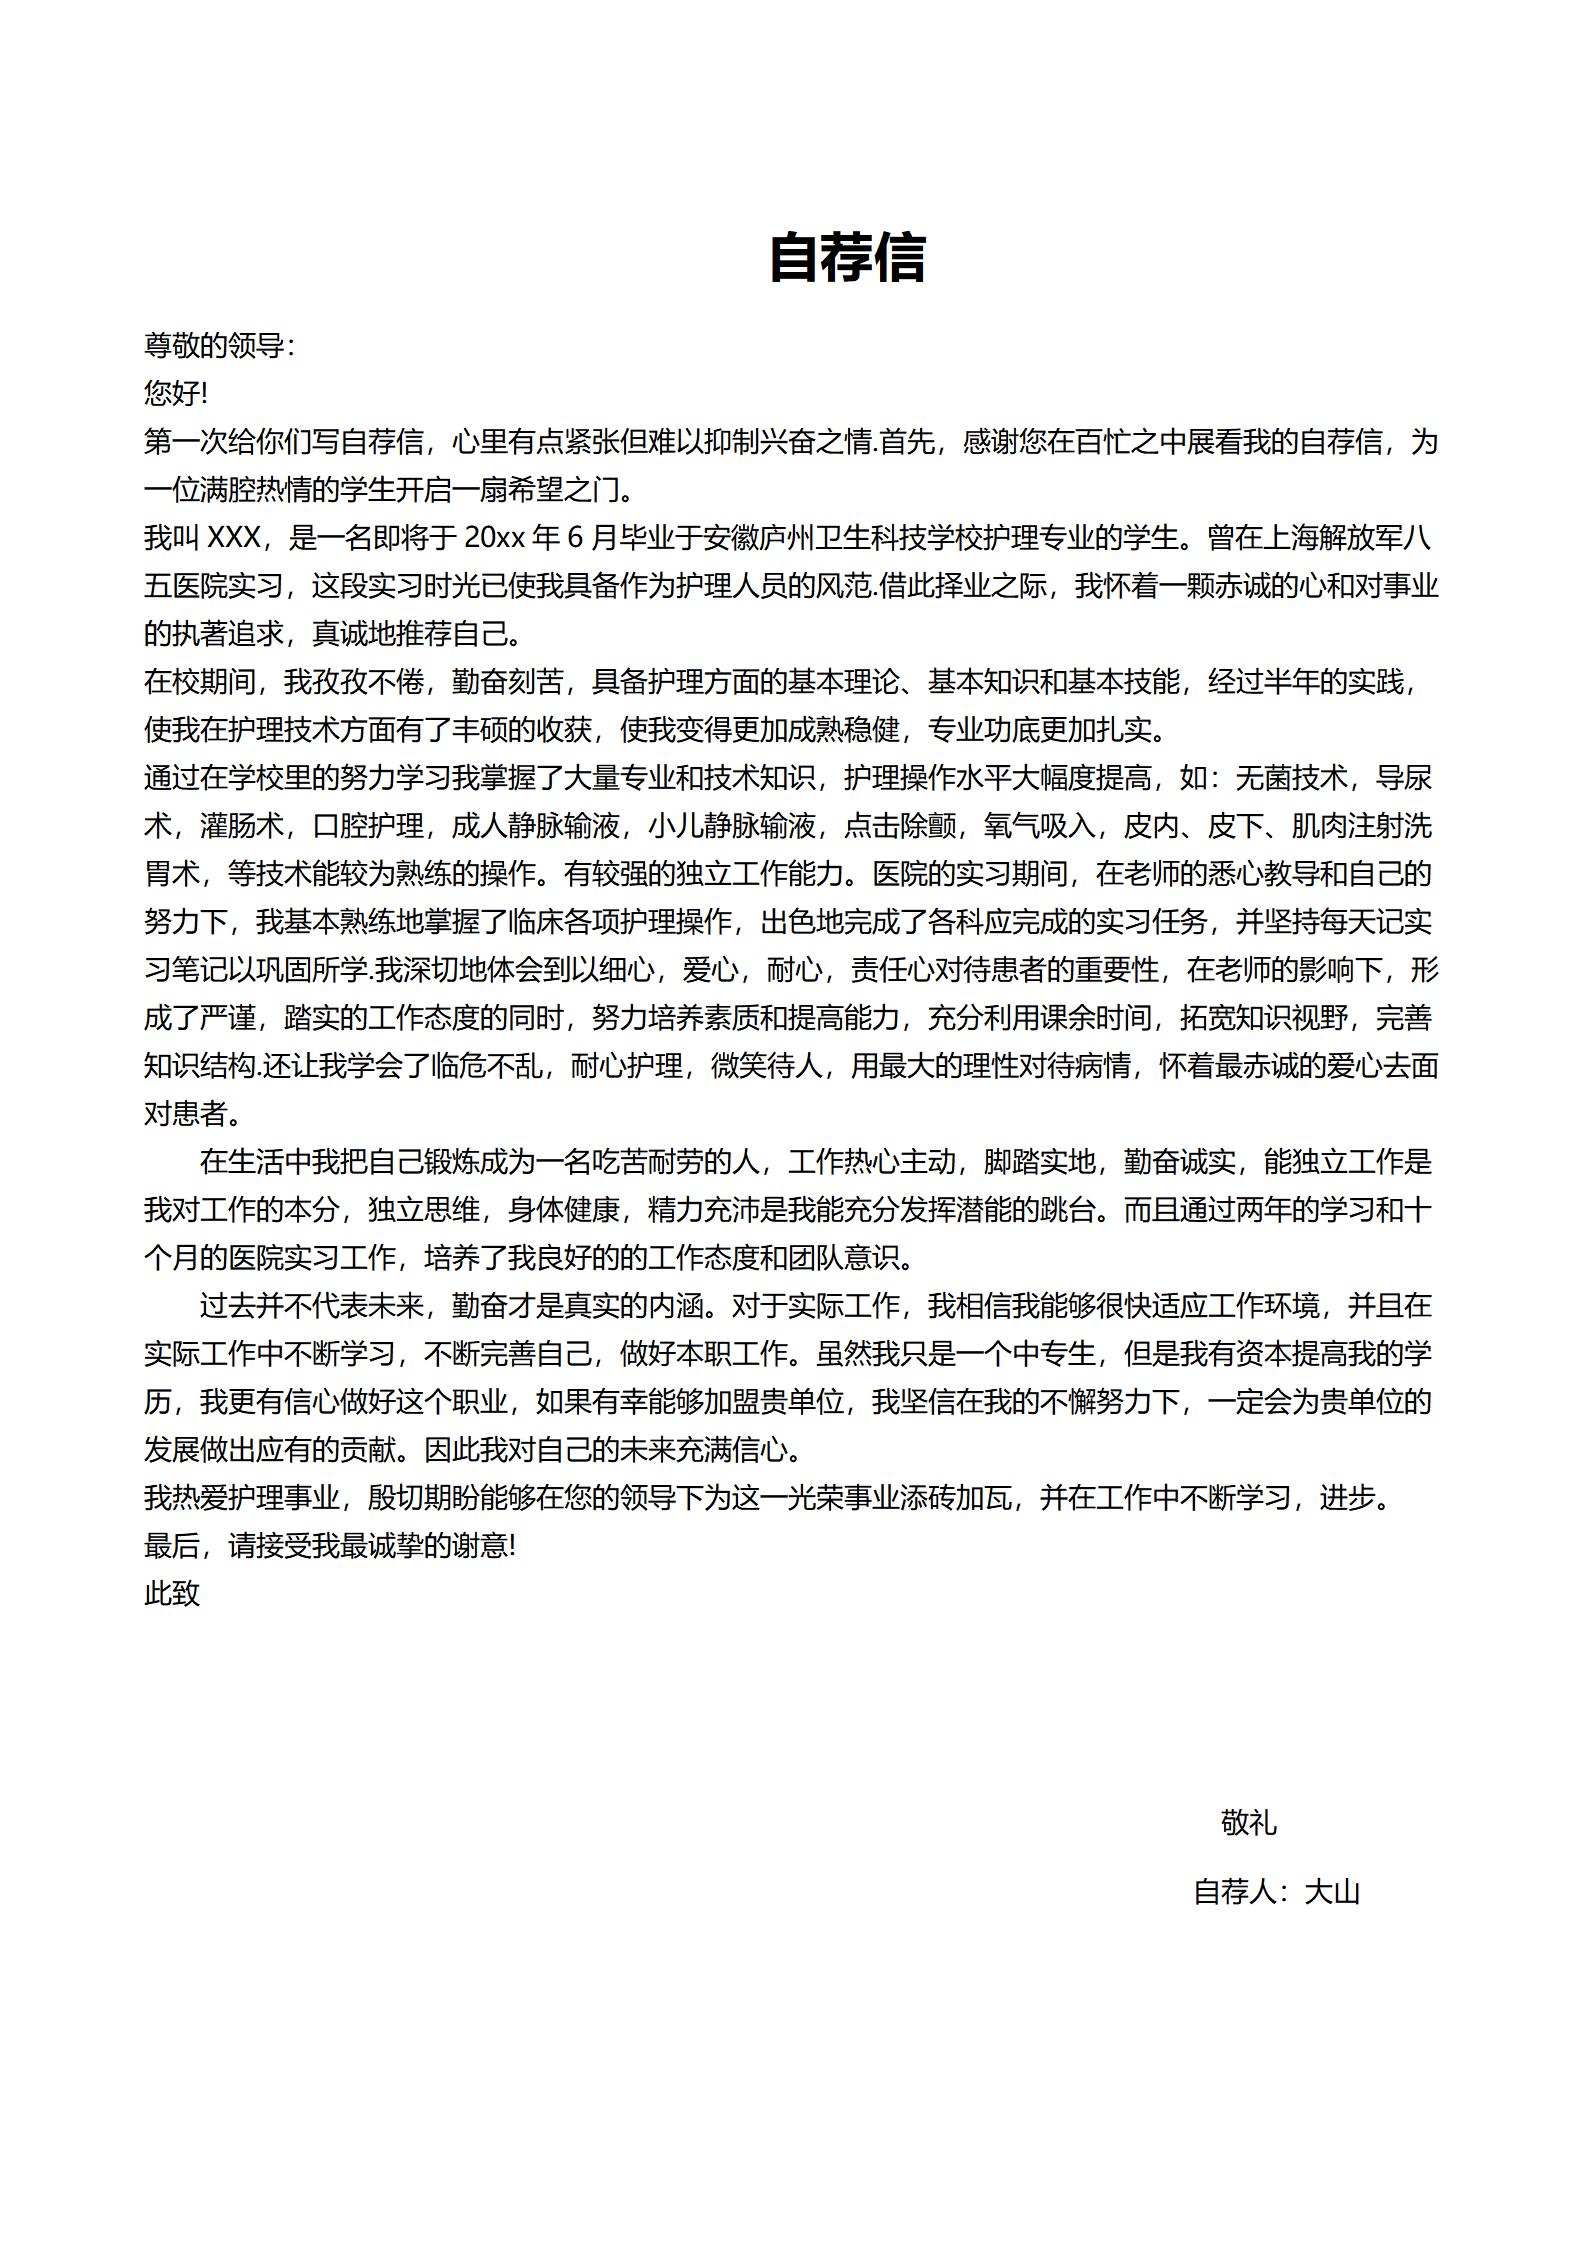 自荐信
尊敬的领导：
您好!
第一次给你们写自荐信，心里有点紧张但难以抑制兴奋之情.首先，感谢您在百忙之中展看我的自荐信，为
一位满腔热情的学生开启一扇希望之门。
我叫 XXX，是一名即将于 20xx 年 6 月毕业于安徽庐州卫生科技学校护理专业的学生。曾在上海解放军八
五医院实习，这段实习时光已使我具备作为护理人员的风范.借此择业之际，我怀着一颗赤诚的心和对事业
的执著追求，真诚地推荐自己。
在校期间，我孜孜不倦，勤奋刻苦，具备护理方面的基本理论、基本知识和基本技能，经过半年的实践，
使我在护理技术方面有了丰硕的收获，使我变得更加成熟稳健，专业功底更加扎实。
通过在学校里的努力学习我掌握了大量专业和技术知识，护理操作水平大幅度提高，如：无菌技术，导尿
术，灌肠术，口腔护理，成人静脉输液，小儿静脉输液，点击除颤，氧气吸入，皮内、皮下、肌肉注射洗
胃术，等技术能较为熟练的操作。有较强的独立工作能力。医院的实习期间，在老师的悉心教导和自己的
努力下，我基本熟练地掌握了临床各项护理操作，出色地完成了各科应完成的实习任务，并坚持每天记实
习笔记以巩固所学.我深切地体会到以细心，爱心，耐心，责任心对待患者的重要性，在老师的影响下，形
成了严谨，踏实的工作态度的同时，努力培养素质和提高能力，充分利用课余时间，拓宽知识视野，完善
知识结构.还让我学会了临危不乱，耐心护理，微笑待人，用最大的理性对待病情，怀着最赤诚的爱心去面
对患者。
在生活中我把自己锻炼成为一名吃苦耐劳的人，工作热心主动，脚踏实地，勤奋诚实，能独立工作是
我对工作的本分，独立思维，身体健康，精力充沛是我能充分发挥潜能的跳台。而且通过两年的学习和十
个月的医院实习工作，培养了我良好的的工作态度和团队意识。
过去并不代表未来，勤奋才是真实的内涵。对于实际工作，我相信我能够很快适应工作环境，并且在
实际工作中不断学习，不断完善自己，做好本职工作。虽然我只是一个中专生，但是我有资本提高我的学
历，我更有信心做好这个职业，如果有幸能够加盟贵单位，我坚信在我的不懈努力下，一定会为贵单位的
发展做出应有的贡献。因此我对自己的未来充满信心。
我热爱护理事业，殷切期盼能够在您的领导下为这一光荣事业添砖加瓦，并在工作中不断学习，进步。
最后，请接受我最诚挚的谢意!
此致
敬礼
自荐人：大山